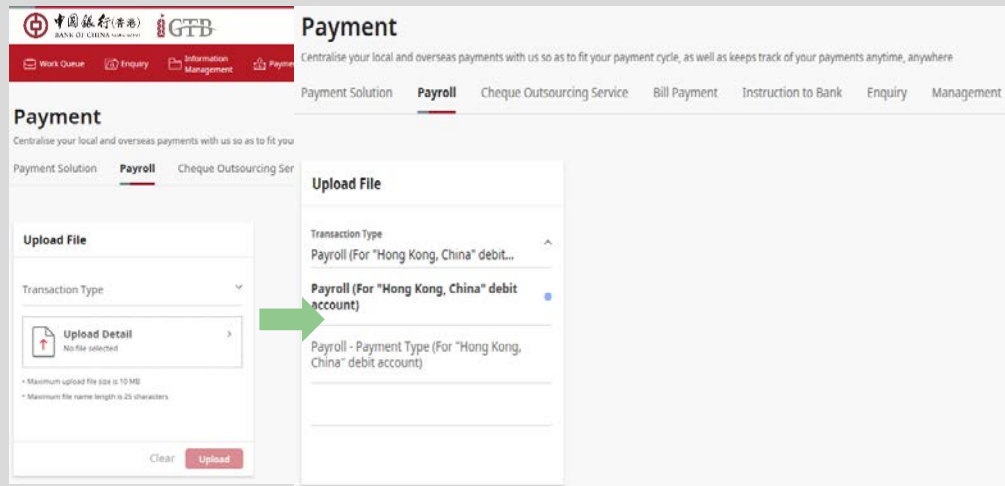 中國銀行(香港)
BANK OF CHINA
iGTB
Work Queue
Enquiry
Information
Management
Payme
Payment
Centralise your local and overseas payments with us so as to fit you
Payment Solution Payroll Cheque Outsourcing Ser
Upload File
Transaction Type
Upload Detail
No file selected
• Maximum upload file size is 10 MB
• Maximum file name length is 25 characters
Clear Upload
Payment
Centralise your local and overseas payments with us so as to fit your payment cycle, as well as keeps track of your payments anytime, anywhere
Payment Solution Payroll Cheque Outsourcing Service Bill Payment Instruction to Bank Enquiry Management
Upload File
Transaction Type
Payroll (For "Hong Kong, China" debit...
Payroll (For "Hong Kong, China" debit
account)
Payroll - Payment Type (For "Hong Kong,
China" debit account)